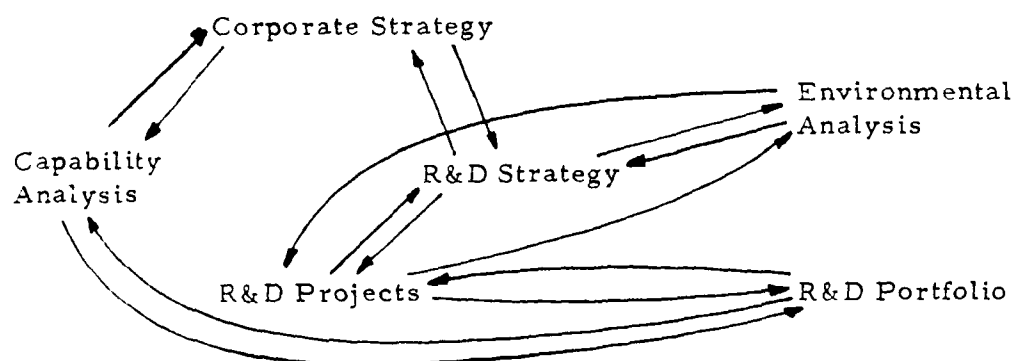 Corporate Strategy
Environmental
Analysis
Capability
Analysis
R&D Strategy
R&D Projects
R&D Portfolio